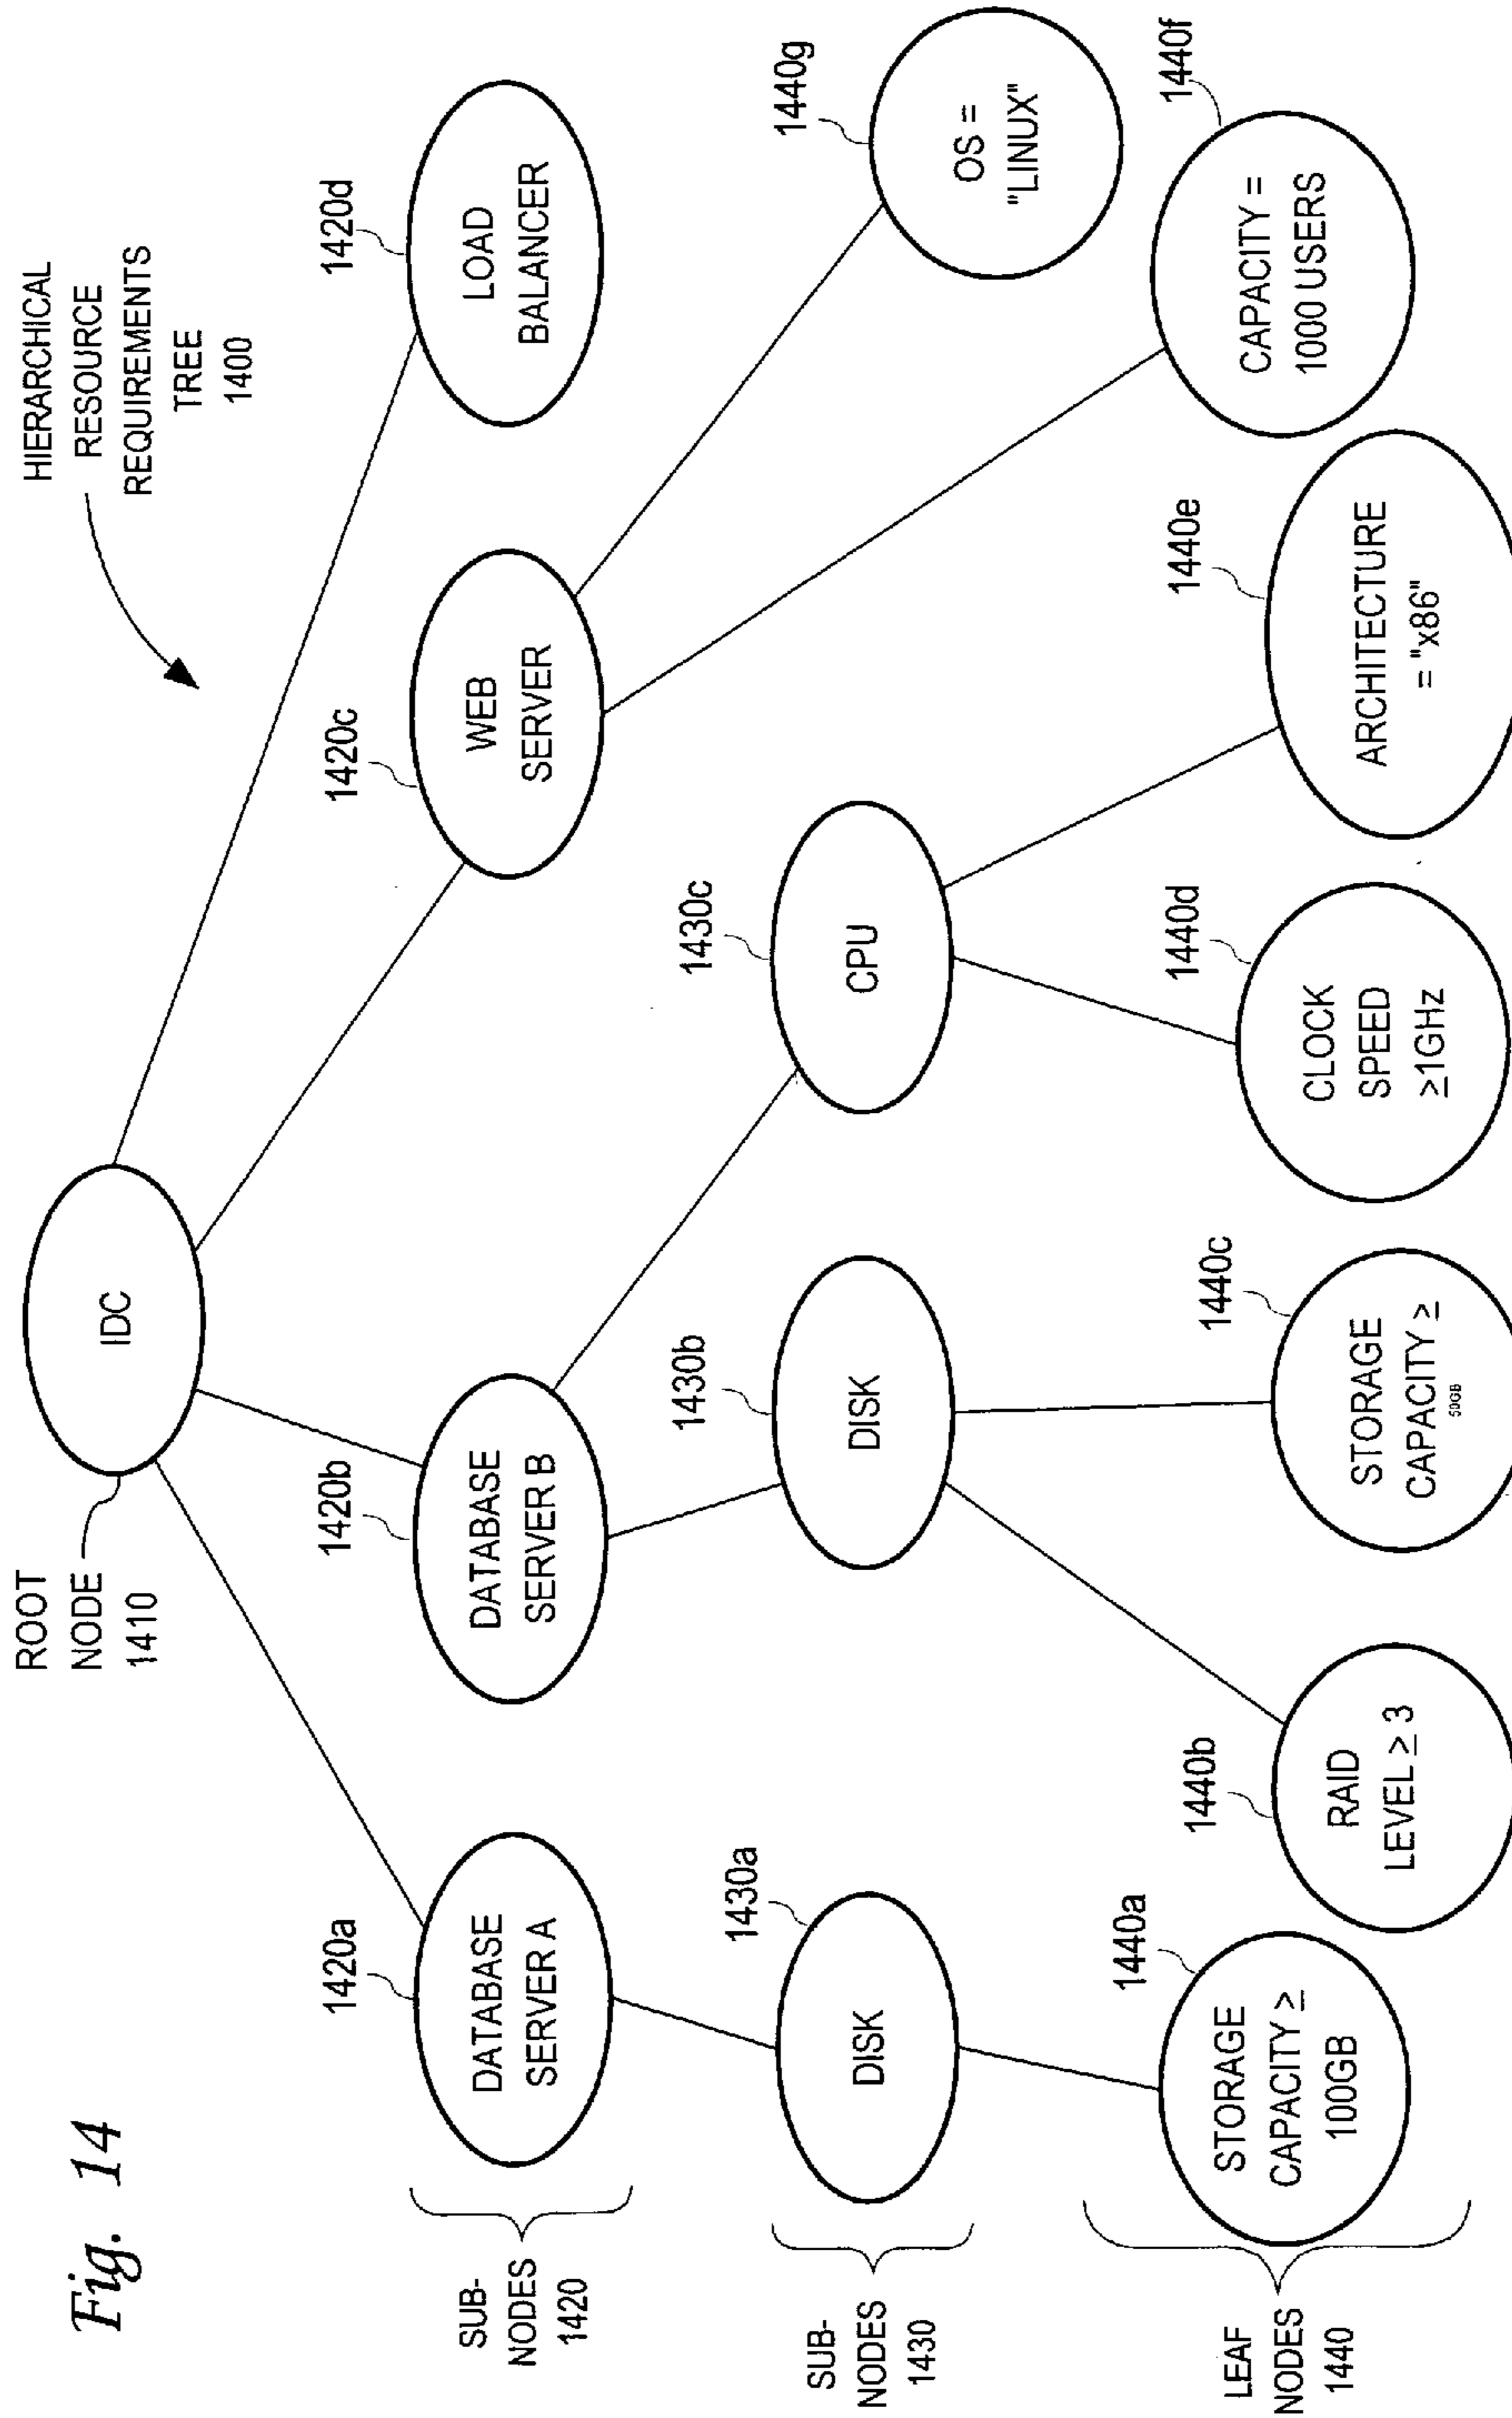 Fig. 14
HIERARCHICAL
RESOURCE
REQUIREMENTS
TREE
1400
ROOT
NODE
1410
IDC
SUB-
NODES
1420
1420a
DATABASE
SERVER A
1420b
DATABASE
SERVER B
1420c
WEB
SERVER
1420d
LOAD
BALANCER
SUB-
NODES
1430
1430a
DISK
1430b
DISK
1430c
CPU
LEAF
NODES
1440
1440a
STORAGE
CAPACITY ≥
100GB
1440b
RAID
LEVEL ≥ 3
1440c
STORAGE
CAPACITY ≥
50GB
1440d
CLOCK
SPEED
≥1GHz
1440e
ARCHITECTURE
= "x86"
1440f
CAPACITY =
1000 USERS
1440g
OS =
"LINUX"